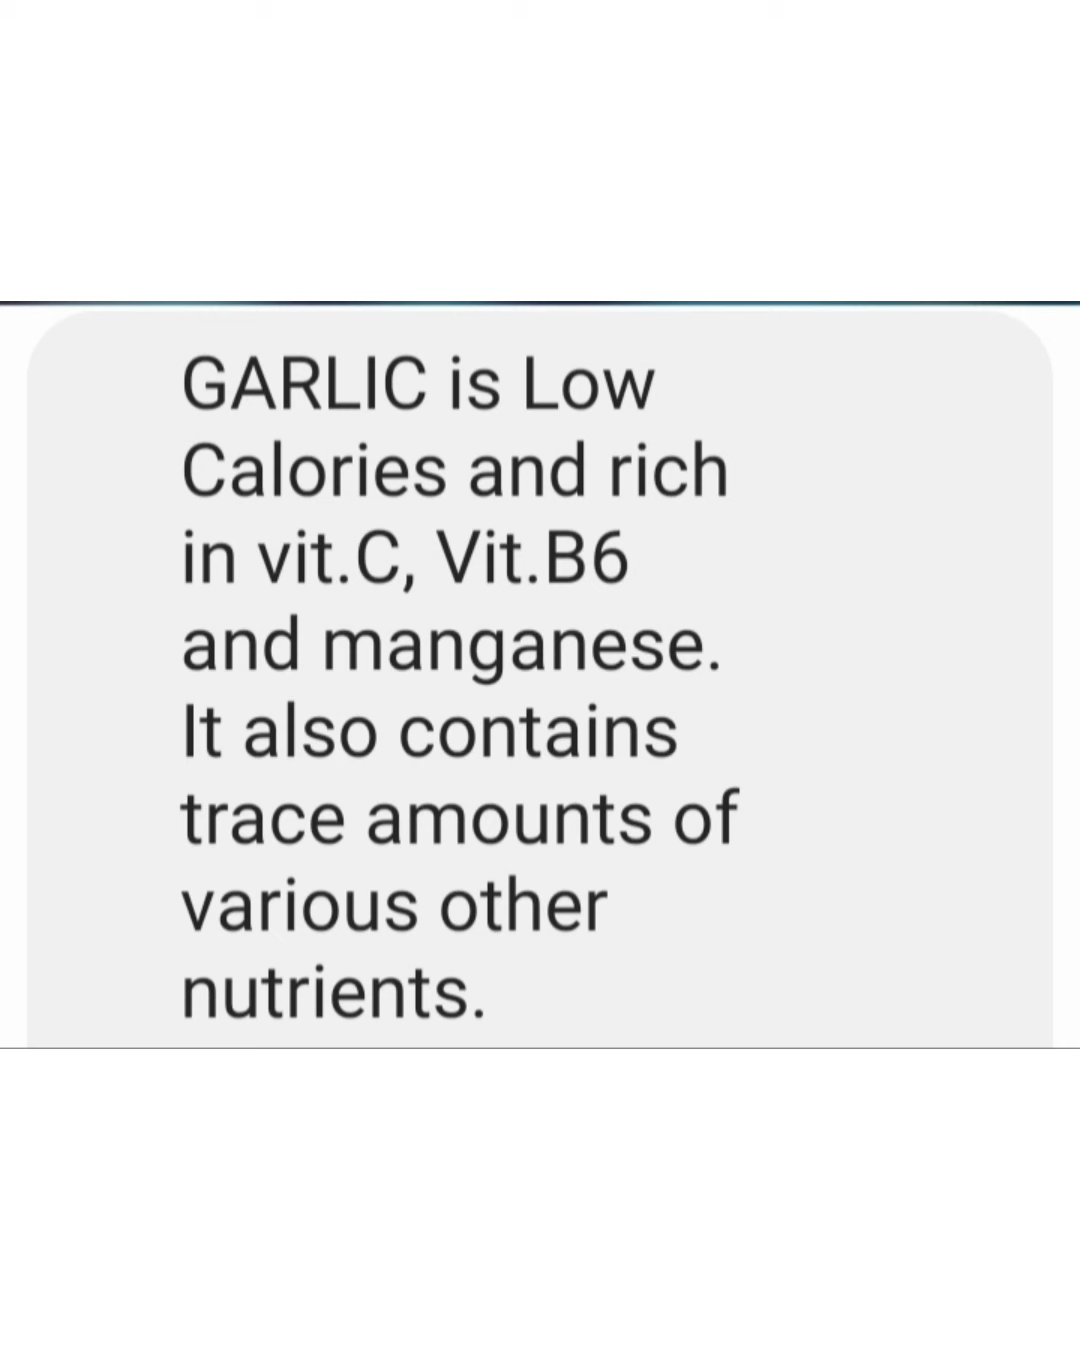 GARLIC is Low
Calories and rich
in vit.C, Vit.B6
and manganese.
It also contains
trace amounts of
various other
nutrients.